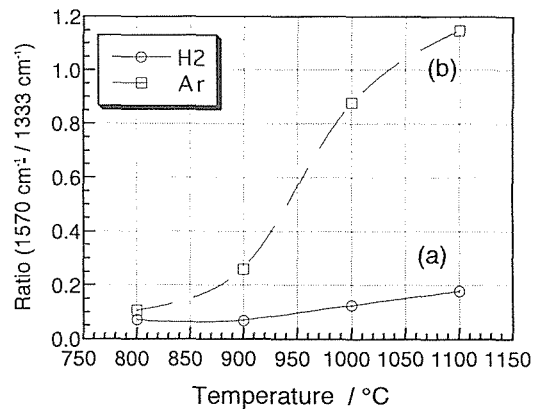 1.2
H2
Ar
1.0
(b)
0.8
0.6
0.4
(a)
0.2
0.0
750 800 850 900 950 1000 1050 1100 1150
Temperature / °C
Ratio (1570 cm⁻¹ / 1333 cm⁻¹)